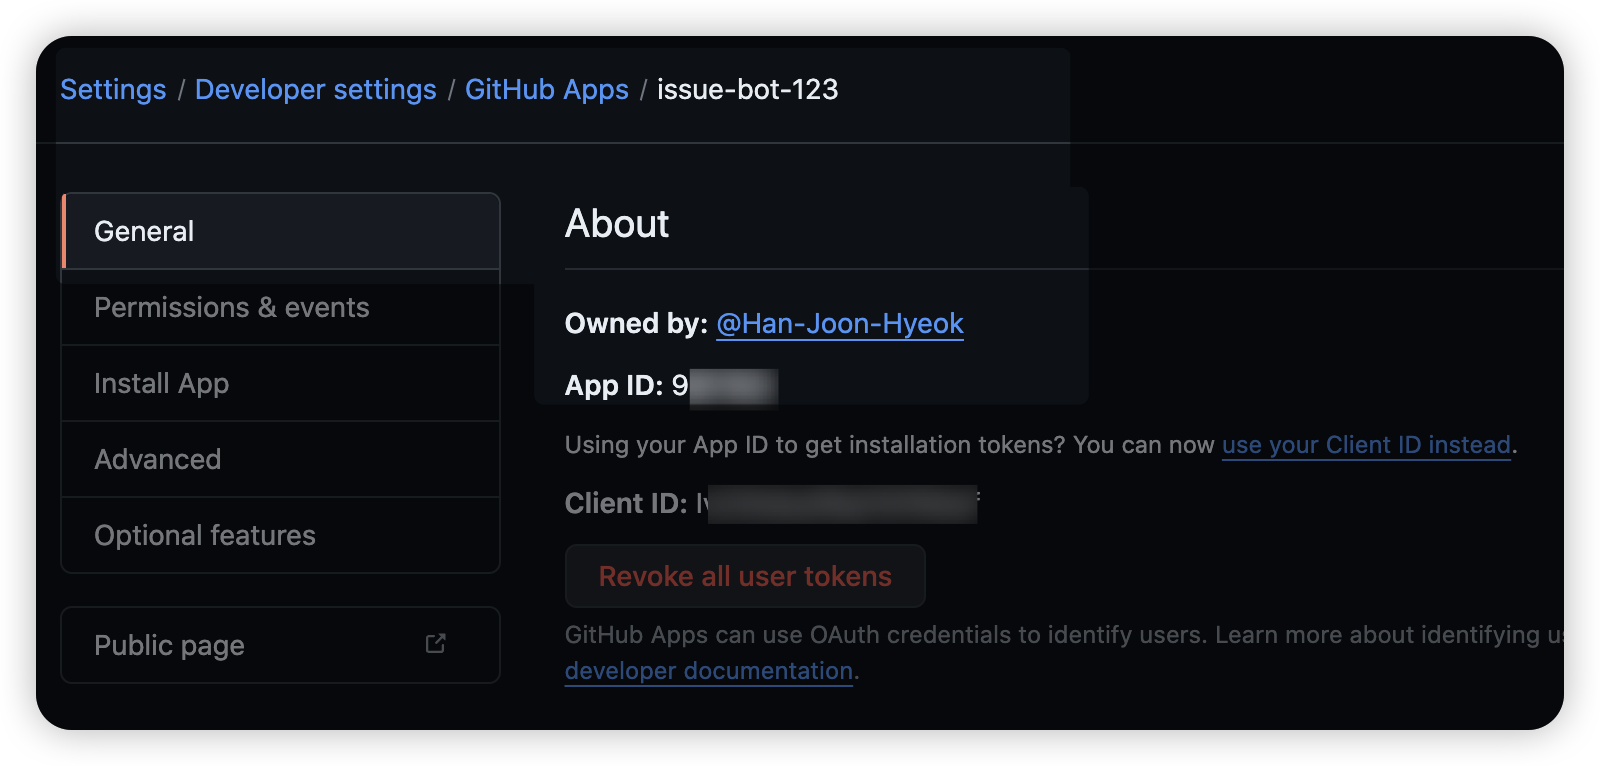 Settings / Developer settings / GitHub Apps / issue-bot-123
General
Permissions & events
Install App
Advanced
Optional features
Public page
About
Owned by: @Han-Joon-Hyeok
App ID: 9
Using your App ID to get installation tokens? You can now use your Client ID instead.
Client ID:
Revoke all user tokens
GitHub Apps can use OAuth credentials to identify users. Learn more about identifying
developer documentation.